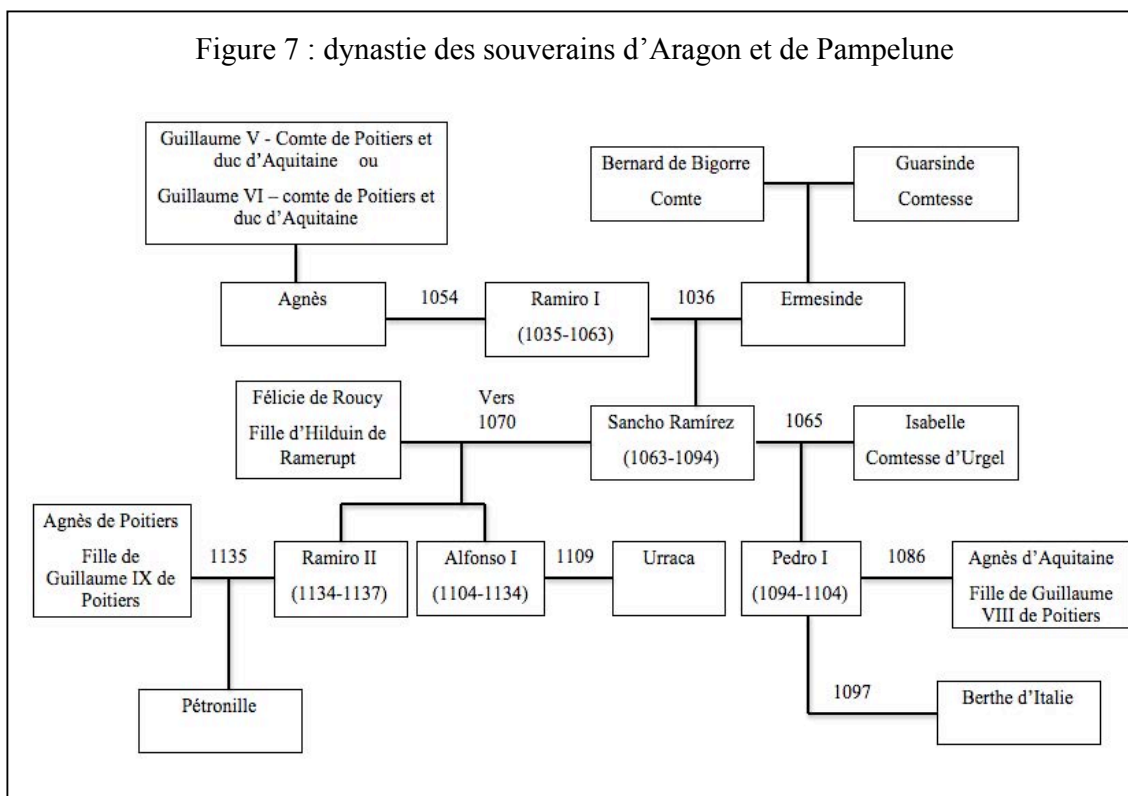 Figure 7 : dynastie des souverains d’Aragon et de Pampelune
Guillaume V - Comte de Poitiers et
duc d’Aquitaine ou
Guillaume VI – comte de Poitiers et
duc d’Aquitaine
Bernard de Bigorre
Comte
Guarsinde
Comtesse
Agnès
1054
Ramiro I
(1035-1063)
1036
Ermesinde
Félicie de Roucy
Fille d’Hilduin de
Ramerupt
Vers
1070
Sancho Ramírez
(1063-1094)
1065
Isabelle
Comtesse d’Urgel
Agnès de Poitiers
Fille de
Guillaume IX de
Poitiers
1135
Ramiro II
(1134-1137)
Alfonso I
(1104-1134)
1109
Urraca
Pedro I
(1094-1104)
1086
Agnès d’Aquitaine
Fille de Guillaume
VIII de Poitiers
Pétronille
1097
Berthe d’Italie